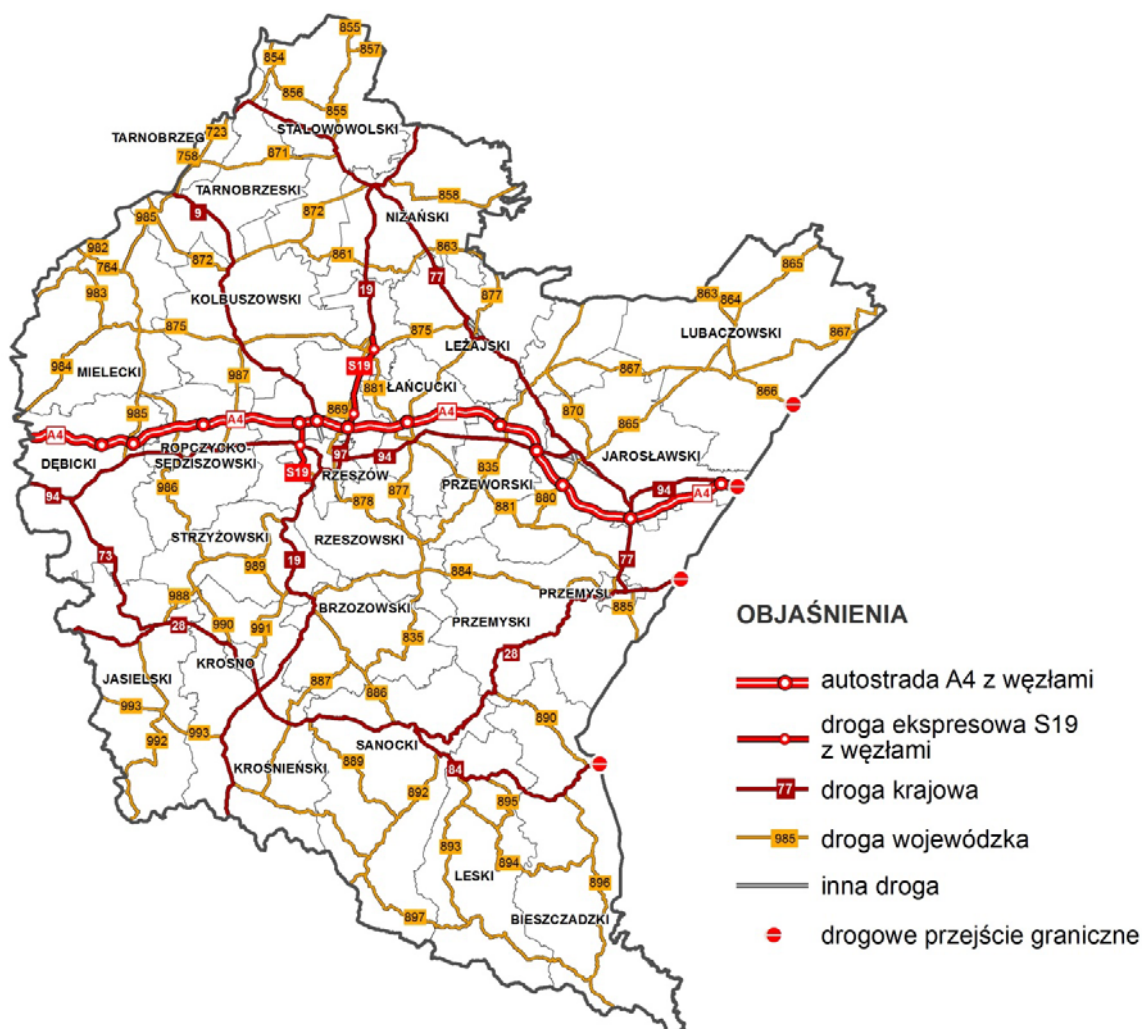 855
854
857
856
855
723
STALOWOWOLSKI
TARNOBRZEG
758
871
TARNOBRZESKI
858
9
872
NIZAŃSKI
985
982
872
861
863
764
77
865
983
KOLBUSZOWSKI
19
877
863
864
875
875
LUBACZOWSKI
867
LEŻAJSKI
984
S19
867
MIELECKI
987
881
ŁAŃCUCKI
866
985
869
870
A4
A4
865
A4
ROPCZYCKO-
97
94
JAROSŁAWSKI
DĘBICKI
SĘDZISZOWSKI
S19
RZESZÓW
835
94
986
877
PRZEWORSKI
94
A4
878
881
880
STRZYŻOWSKI
RZESZOWSKI
73
989
19
77
884
988
BRZOZOWSKI
PRZEMYŚL
885
990
991
835
PRZEMYSKI
28
28
KROSNO
JASIELSKI
887
886
993
890
992
993
SANOCKI
889
84
KROŚNIEŃSKI
892
895
893
894
LESKI
896
897
BIESZCZADZKI
OBJAŚNIENIA
autostrada A4 z węzłami
droga ekspresowa S19
z węzłami
77 droga krajowa
985 droga wojewódzka
inna droga
drogowe przejście graniczne